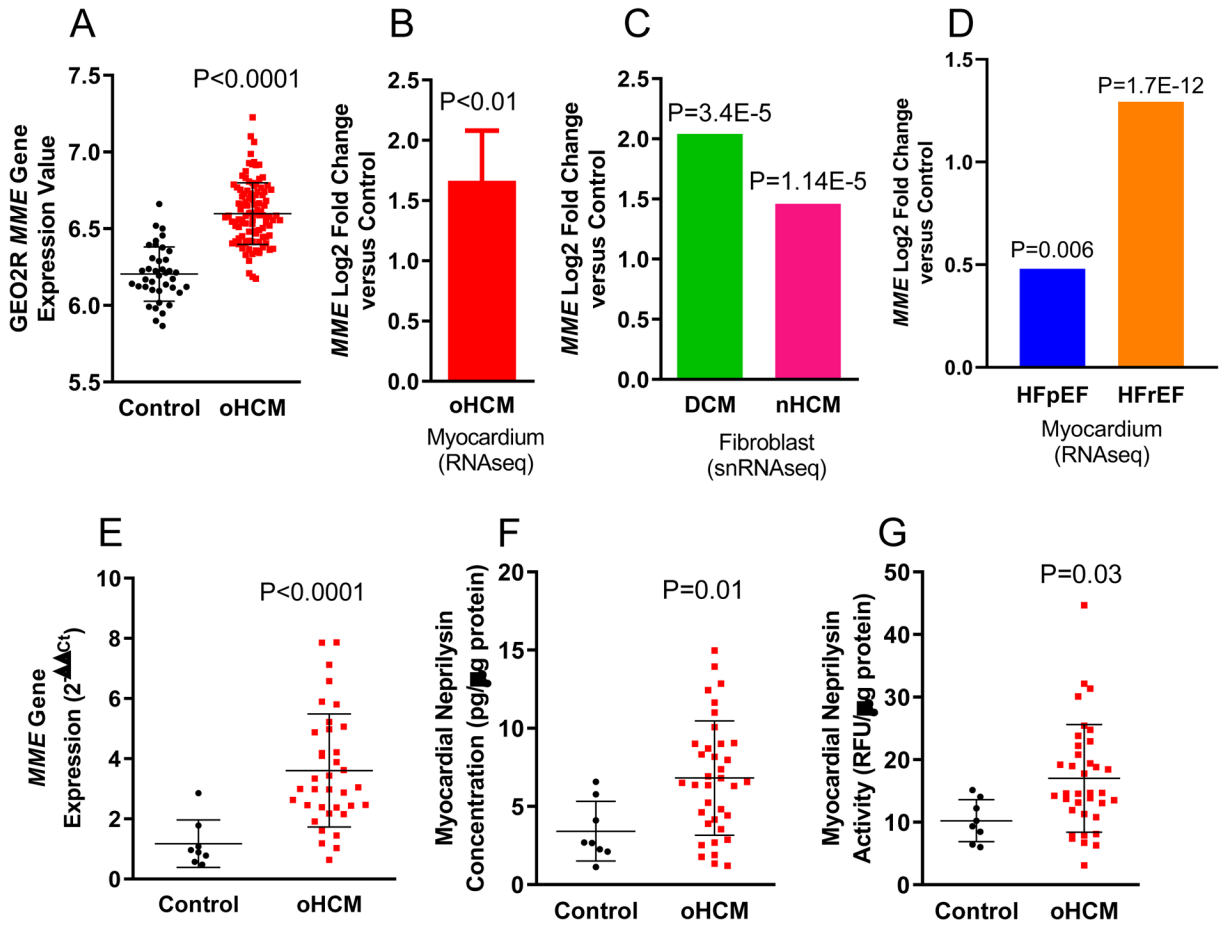 A
GEO2R MME Gene
Expression Value
7.5
7.0
6.5
6.0
5.5
P<0.0001
Control
oHCM
B
MME Log2 Fold Change
versus Control
2.5
2.0
1.5
1.0
0.5
0.0
P<0.01
oHCM
Myocardium
(RNAseq)
C
MME Log2 Fold Change
versus Control
2.5
2.0
1.5
1.0
0.5
0.0
P=3.4E-5
P=1.14E-5
DCM
nHCM
Fibroblast
(snRNAseq)
D
MME Log2 Fold Change
versus Control
1.5
1.0
0.5
0.0
P=0.006
P=1.7E-12
HFpEF
HFrEF
Myocardium
(RNAseq)
E
MME Gene
Expression (2 Ct)
10
8
6
4
2
0
P<0.0001
Control
oHCM
F
Myocardial Neprilysin
Concentration (pg/ g protein)
20
15
10
5
0
P=0.01
Control
oHCM
G
Myocardial Neprilysin
Activity (RFU/ g protein)
50
40
30
20
10
0
P=0.03
Control
oHCM